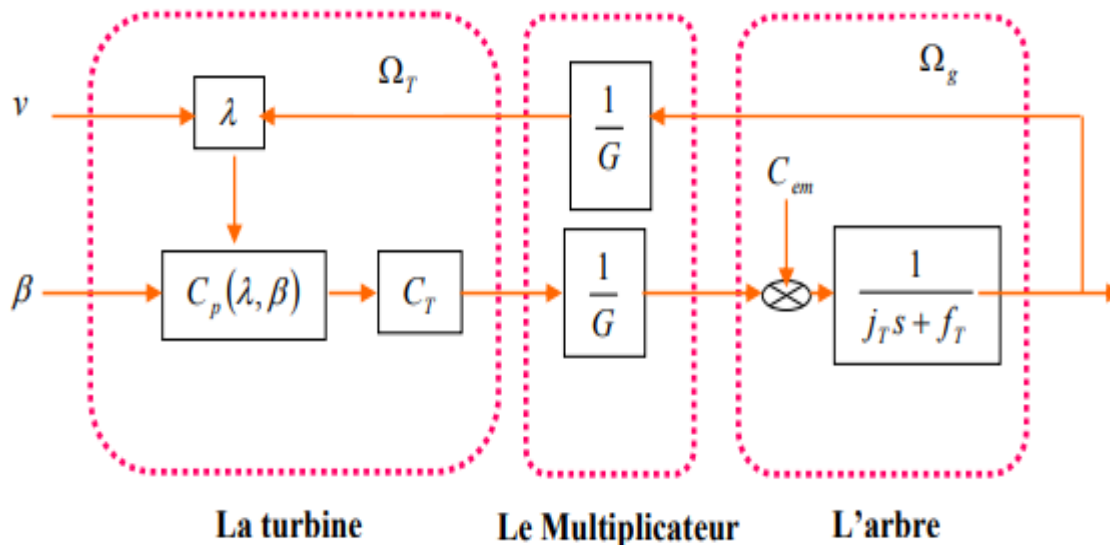 v
λ
Ω_T
1/G
Ω_g
C_em
β
C_p(λ, β)
C_T
1/G
1/(j_T s + f_T)
La turbine
Le Multiplicateur
L'arbre